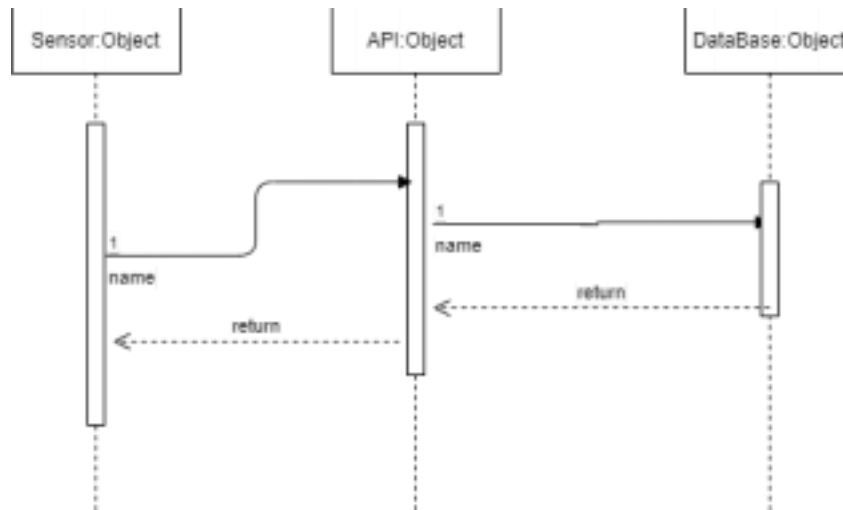 Sensor:Object
API:Object
DataBase:Object
1
name
1
name
return
return